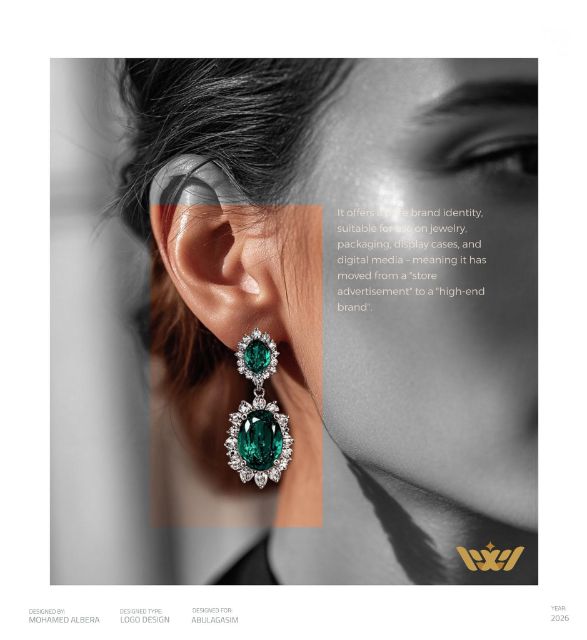 It offers a pure brand identity,
suitable for use on jewelry,
packaging, display cases, and
digital media - meaning it has
moved from a "store
advertisement" to a "high-end
brand".
DESIGNED BY:
MOHAMED ALBERA
DESIGNED TYPE:
LOGO DESIGN
DESIGNED FOR:
ABULAGASIM
YEAR:
2026